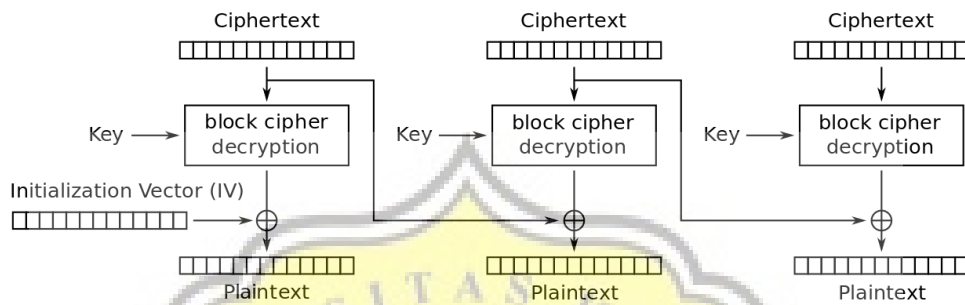 Ciphertext Ciphertext Ciphertext
Key block cipher Key block cipher Key block cipher
decryption decryption decryption
Initialization Vector (IV)
ITAS
Plaintext Plaintext Plaintext